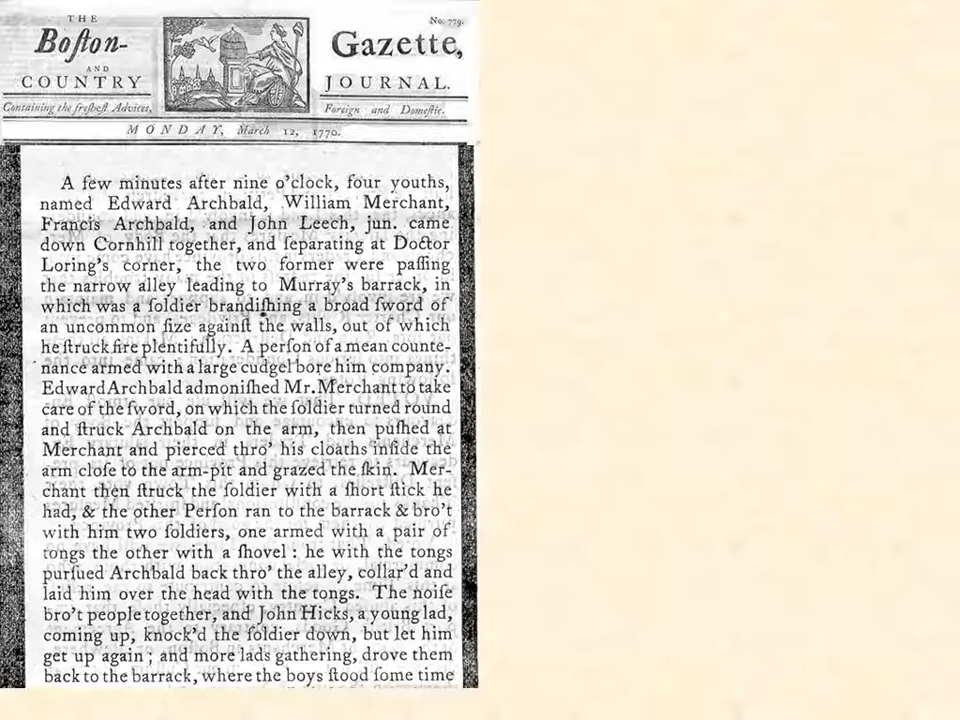 THE
No. 779.
Boſton- Gazette,
AND
COUNTRY JOURNAL.
Containing the freſheſt Advices, Foreign and Domeſtic.
MONDAY, March 12, 1770.
A few minutes after nine o'clock, four youths,
named Edward Archbald, William Merchant,
Francis Archbald, and John Leech, jun. came
down Cornhill together, and ſeparating at Doctor
Loring's corner, the two former were paſſing
the narrow alley leading to Murray's barrack, in
which was a ſoldier brandiſhing a broad ſword of
an uncommon ſize againſt the walls, out of which
he ſtruck fire plentifully. A perſon of a mean counte-
nance armed with a large cudgel bore him company.
Edward Archbald admoniſhed Mr. Merchant to take
care of the ſword, on which the ſoldier turned round
and ſtruck Archbald on the arm, then puſhed at
Merchant and pierced thro' his cloaths inſide the
arm cloſe to the arm-pit and grazed the ſkin. Mer-
chant then ſtruck the ſoldier with a ſhort ſtick he
had, & the other Perſon ran to the barrack & bro't
with him two ſoldiers, one armed with a pair of
tongs the other with a ſhovel : he with the tongs
purſued Archbald back thro' the alley, collar'd and
laid him over the head with the tongs. The noiſe
bro't people together, and John Hicks, a young lad,
coming up, knock'd the ſoldier down, but let him
get up again ; and more lads gathering, drove them
back to the barrack, where the boys ſtood ſome time